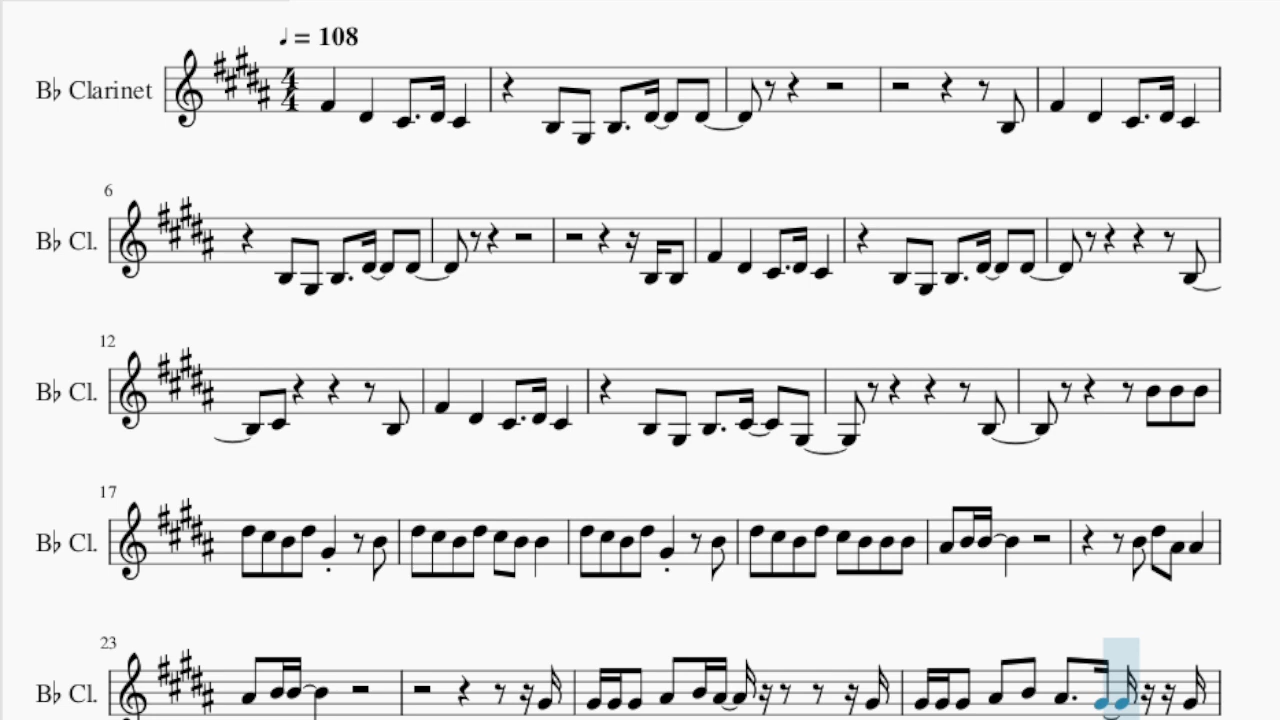 ♩ = 108
B♭ Clarinet
4
4
6
B♭ Cl.
12
B♭ Cl.
17
B♭ Cl.
23
B♭ Cl.